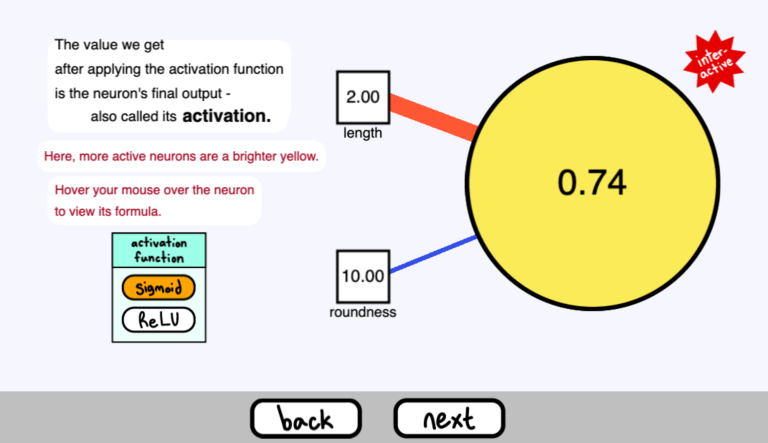 The value we get
after applying the activation function
is the neuron's final output -
also called its activation.
Here, more active neurons are a brighter yellow.
Hover your mouse over the neuron
to view its formula.
activation
function
Sigmoid
ReLU
2.00
length
10.00
roundness
0.74
inter-
active
back
next